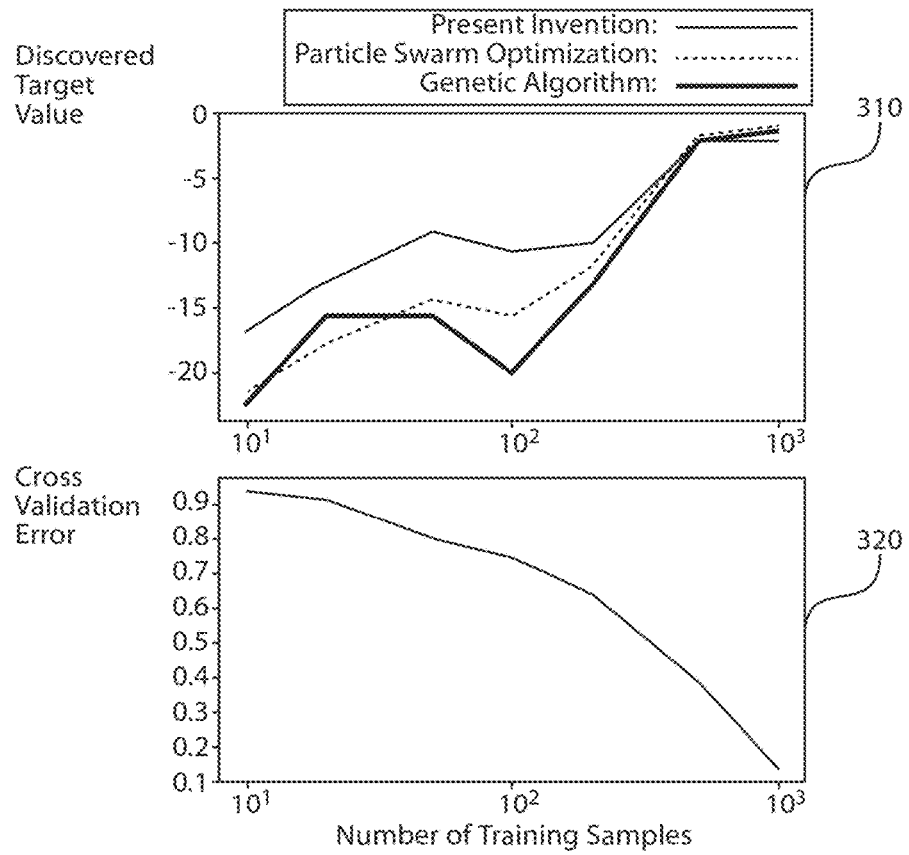 Present Invention:
Particle Swarm Optimization:
Genetic Algorithm:
Discovered
Target
Value
0
-5
-10
-15
-20
10¹
10²
10³
310
Cross
Validation
Error
0.9
0.8
0.7
0.6
0.5
0.4
0.3
0.2
0.1
10¹
10²
10³
320
Number of Training Samples